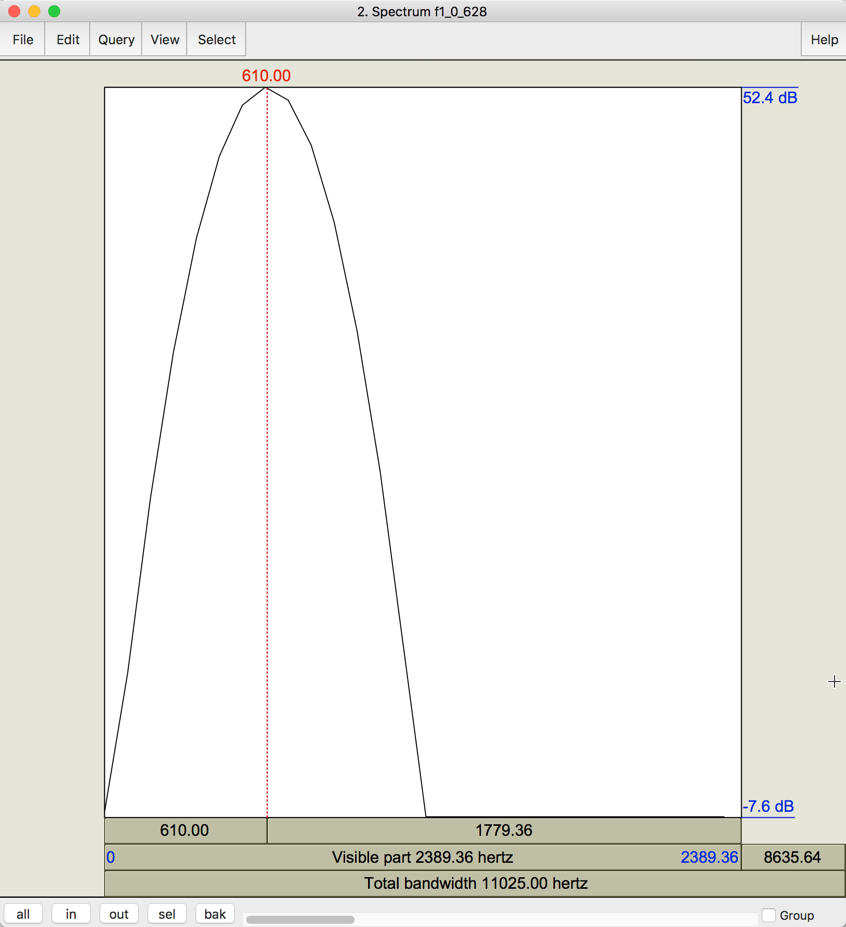 2. Spectrum f1_0_628
File Edit Query View Select Help
610.00
52.4 dB
-7.6 dB
610.00 1779.36
0 Visible part 2389.36 hertz 2389.36 8635.64
Total bandwidth 11025.00 hertz
all in out sel bak Group